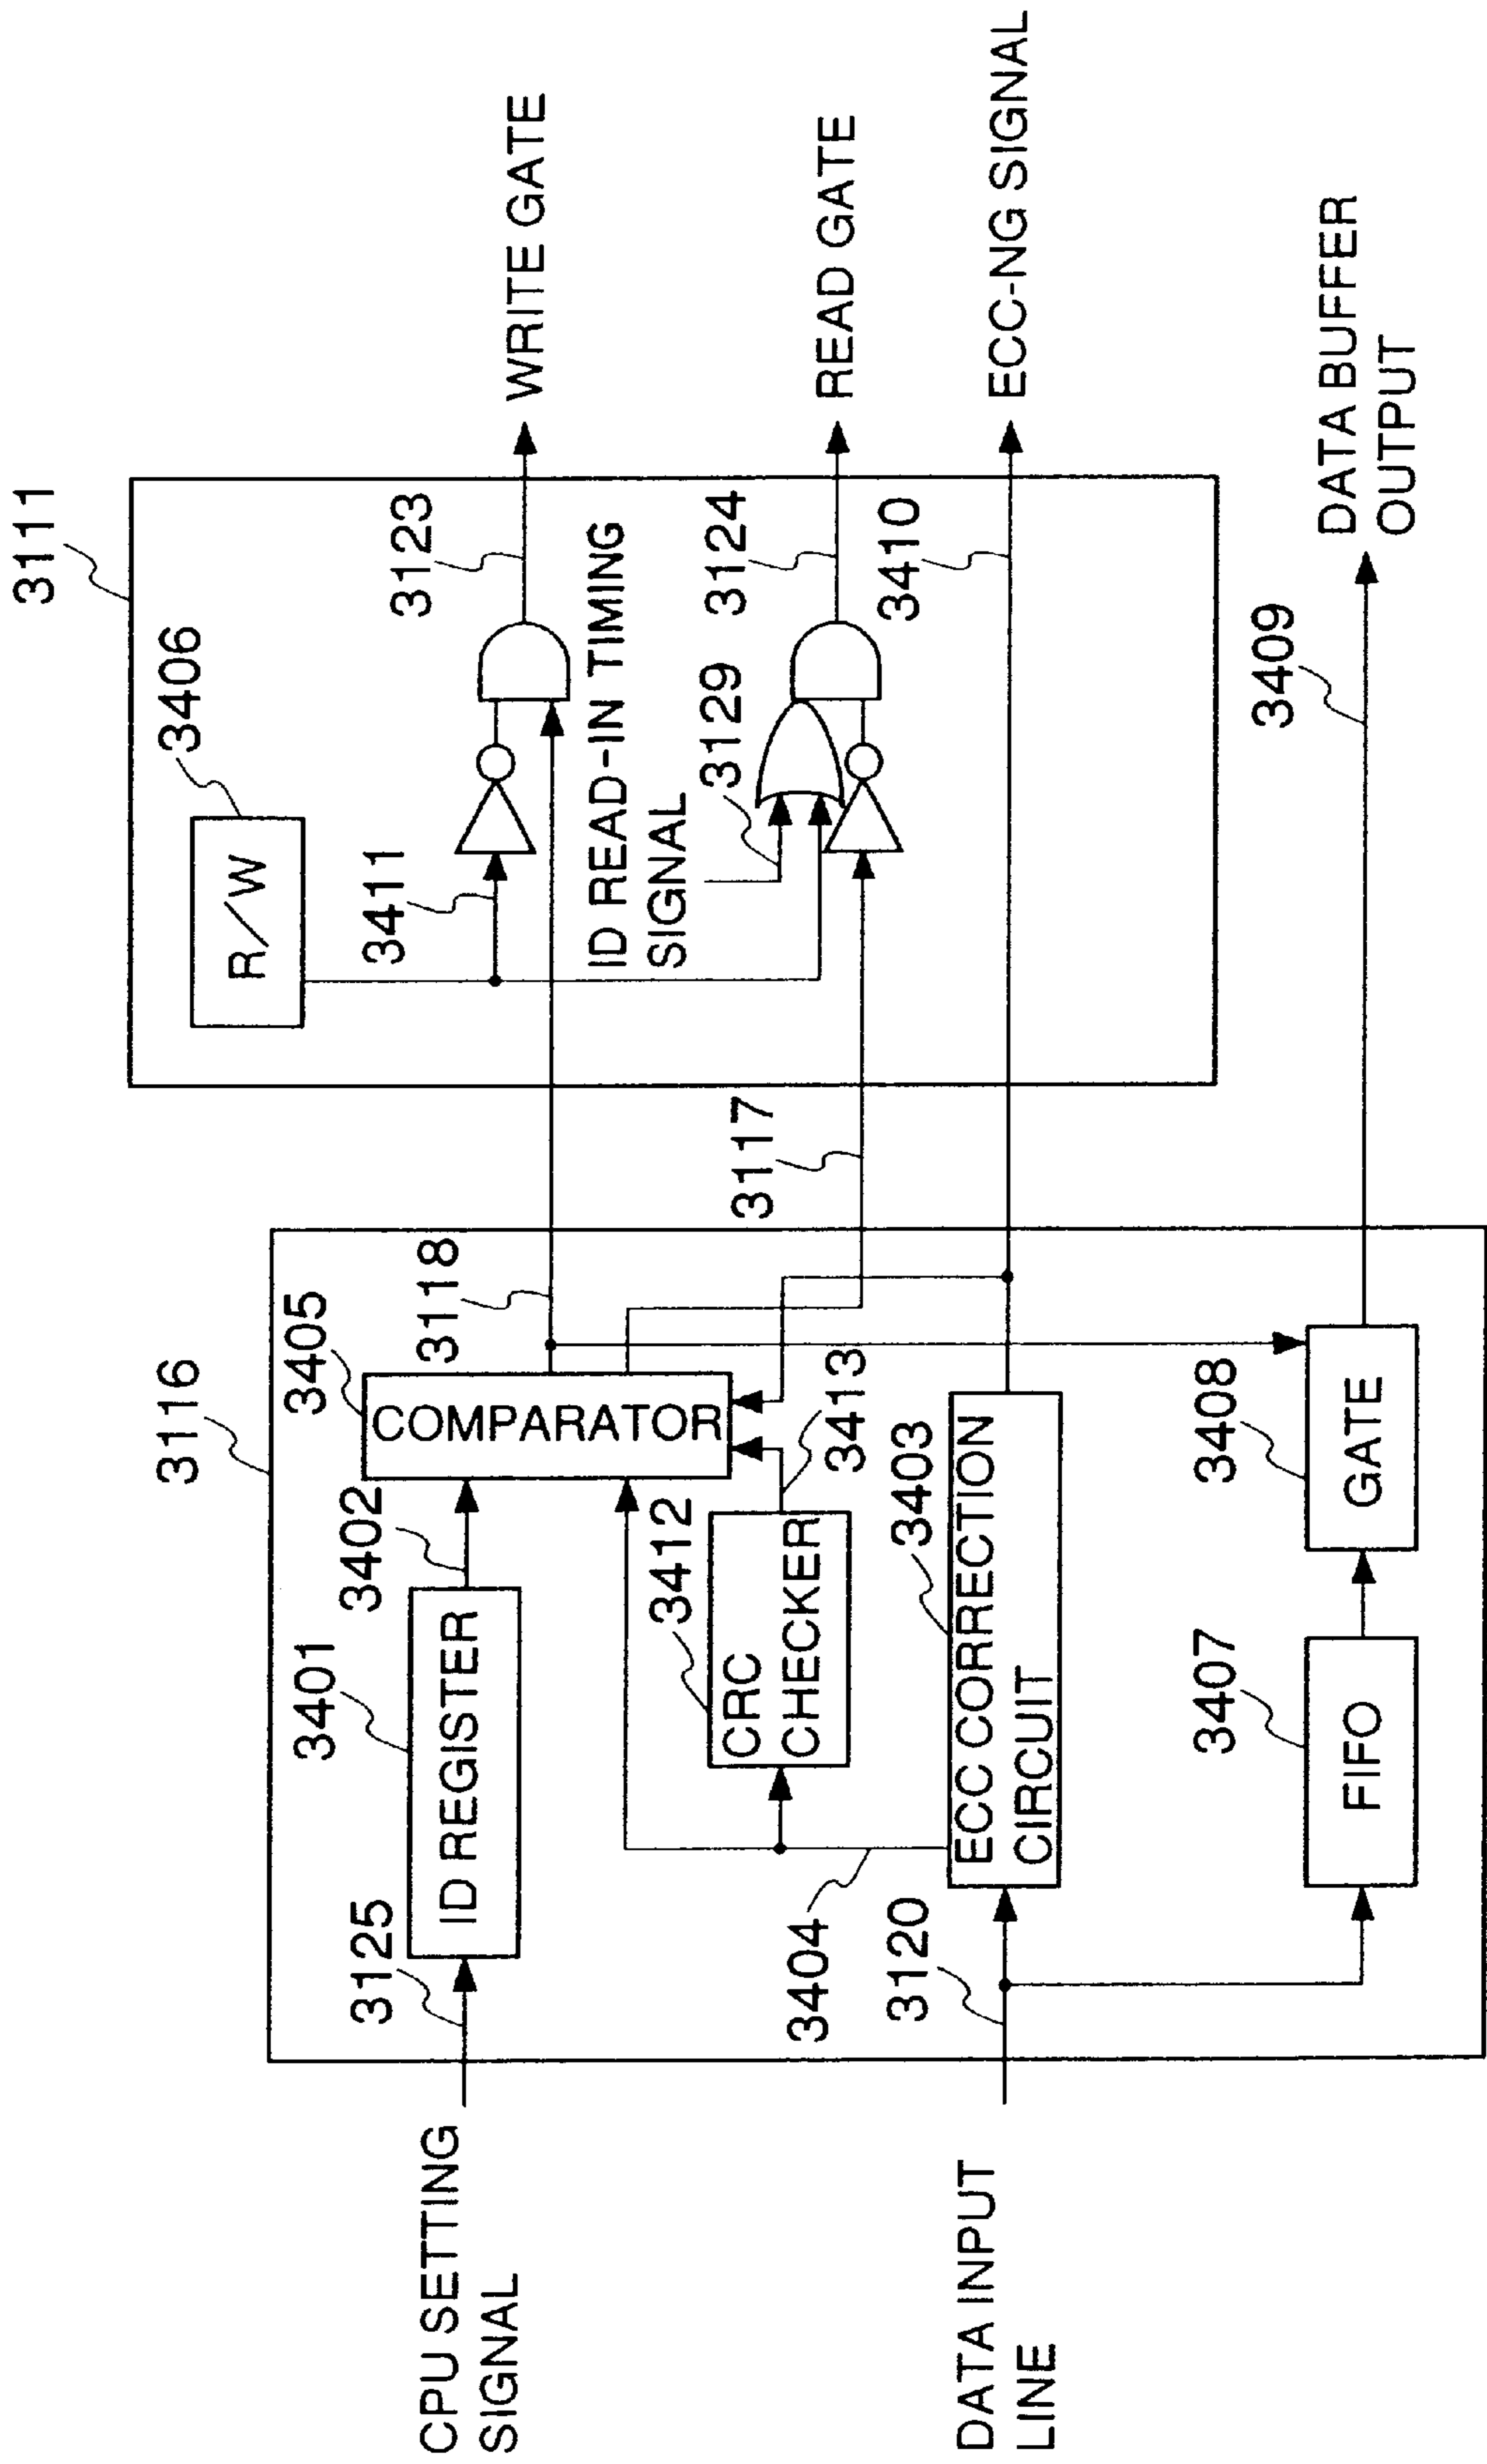 3111
3406
R/W
3411
3123
WRITE GATE
ID READ-IN TIMING
SIGNAL
3129
3124
READ GATE
3410
ECC-NG SIGNAL
3116
3405
3118
COMPARATOR
3117
CPU SETTING
SIGNAL
3125
3401
ID REGISTER
3402
3412
CRC
CHECKER
3413
3404
DATA INPUT
LINE
3120
3403
ECC CORRECTION
CIRCUIT
3407
FIFO
3408
GATE
3409
DATA BUFFER
OUTPUT